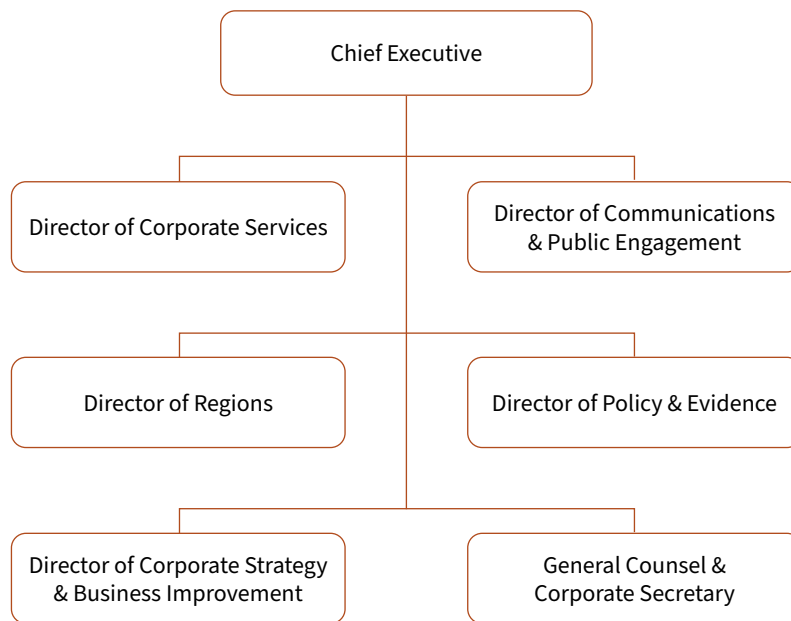 Chief Executive
Director of Corporate Services
Director of Communications
& Public Engagement
Director of Regions
Director of Policy & Evidence
Director of Corporate Strategy
& Business Improvement
General Counsel &
Corporate Secretary